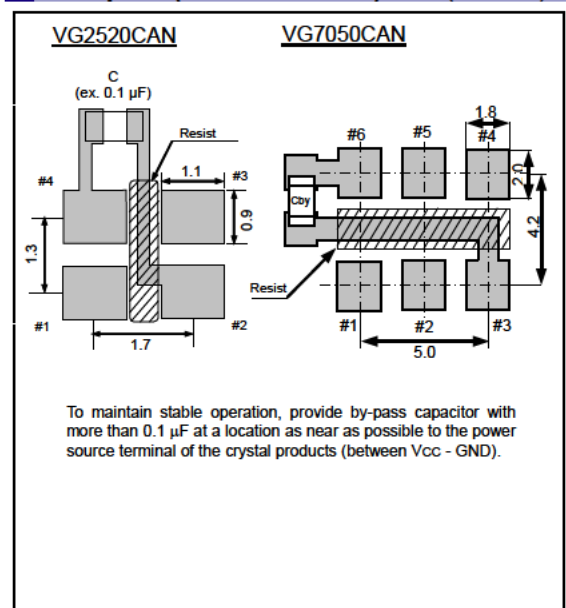 VG2520CAN
VG7050CAN
C
(ex. 0.1 µF)
Resist
1.1
#4
#3
0.9
1.3
#1
#2
1.7
1.8
#6
#5
#4
2.0
Cby
4.2
Resist
#1
#2
#3
5.0
To maintain stable operation, provide by-pass capacitor with
more than 0.1 µF at a location as near as possible to the power
source terminal of the crystal products (between Vcc - GND).